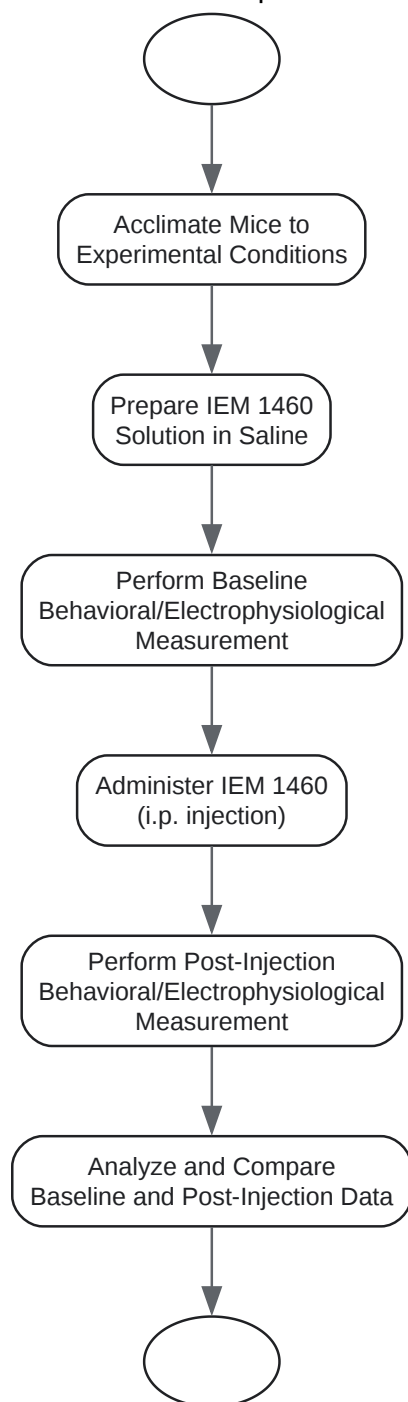 Acclimate Mice to
Experimental Conditions
Prepare IEM 1460
Solution in Saline
Perform Baseline
Behavioral/Electrophysiological
Measurement
Administer IEM 1460
(i.p. injection)
Perform Post-Injection
Behavioral/Electrophysiological
Measurement
Analyze and Compare
Baseline and Post-Injection Data